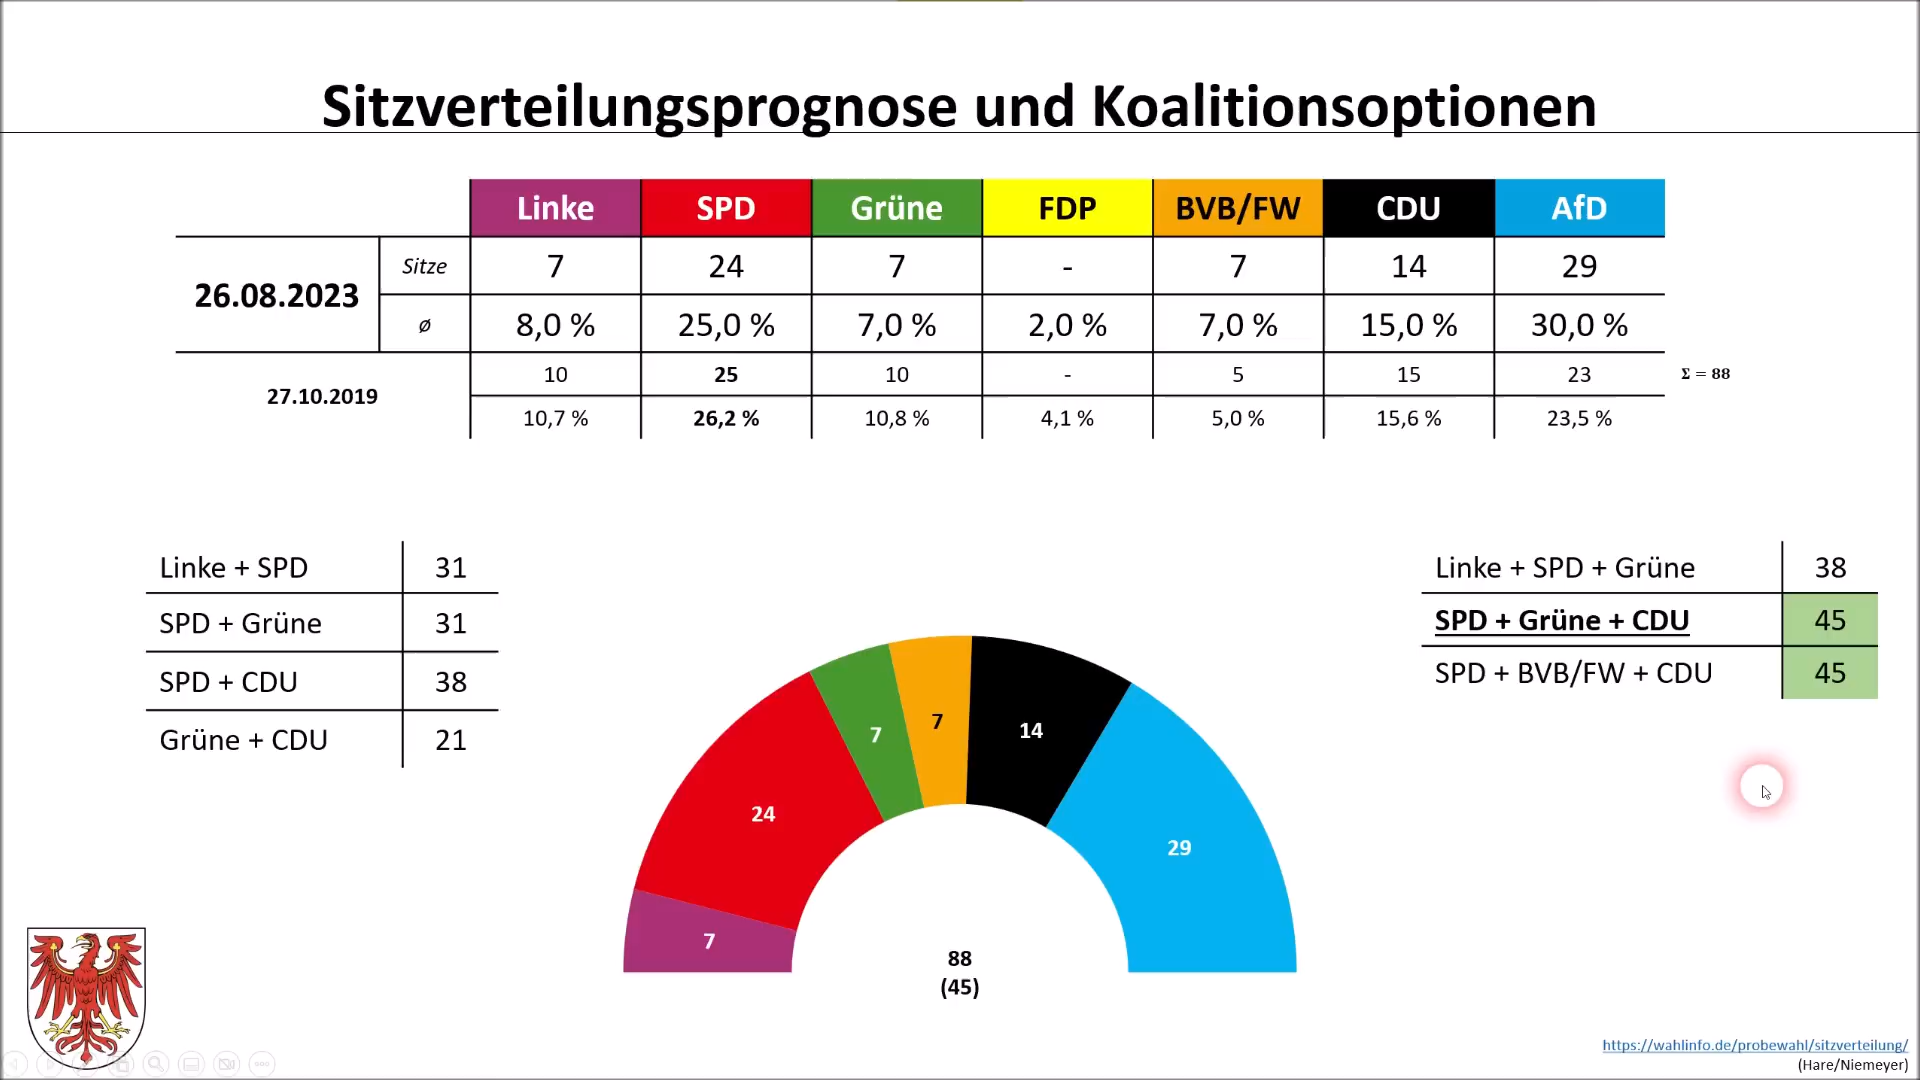 Sitzverteilungsprognose und Koalitionsoptionen
Linke SPD Grüne FDP BVB/FW CDU AfD
26.08.2023
Sitze 7 24 7 - 7 14 29
ø 8,0 % 25,0 % 7,0 % 2,0 % 7,0 % 15,0 % 30,0 %
27.10.2019
10 25 10 - 5 15 23 Σ = 88
10,7 % 26,2 % 10,8 % 4,1 % 5,0 % 15,6 % 23,5 %
Linke + SPD 31
SPD + Grüne 31
SPD + CDU 38
Grüne + CDU 21
Linke + SPD + Grüne 38
SPD + Grüne + CDU 45
SPD + BVB/FW + CDU 45
7
24
7
7
14
29
88
(45)
https://wahlinfo.de/probewahl/sitzverteilung/
(Hare/Niemeyer)